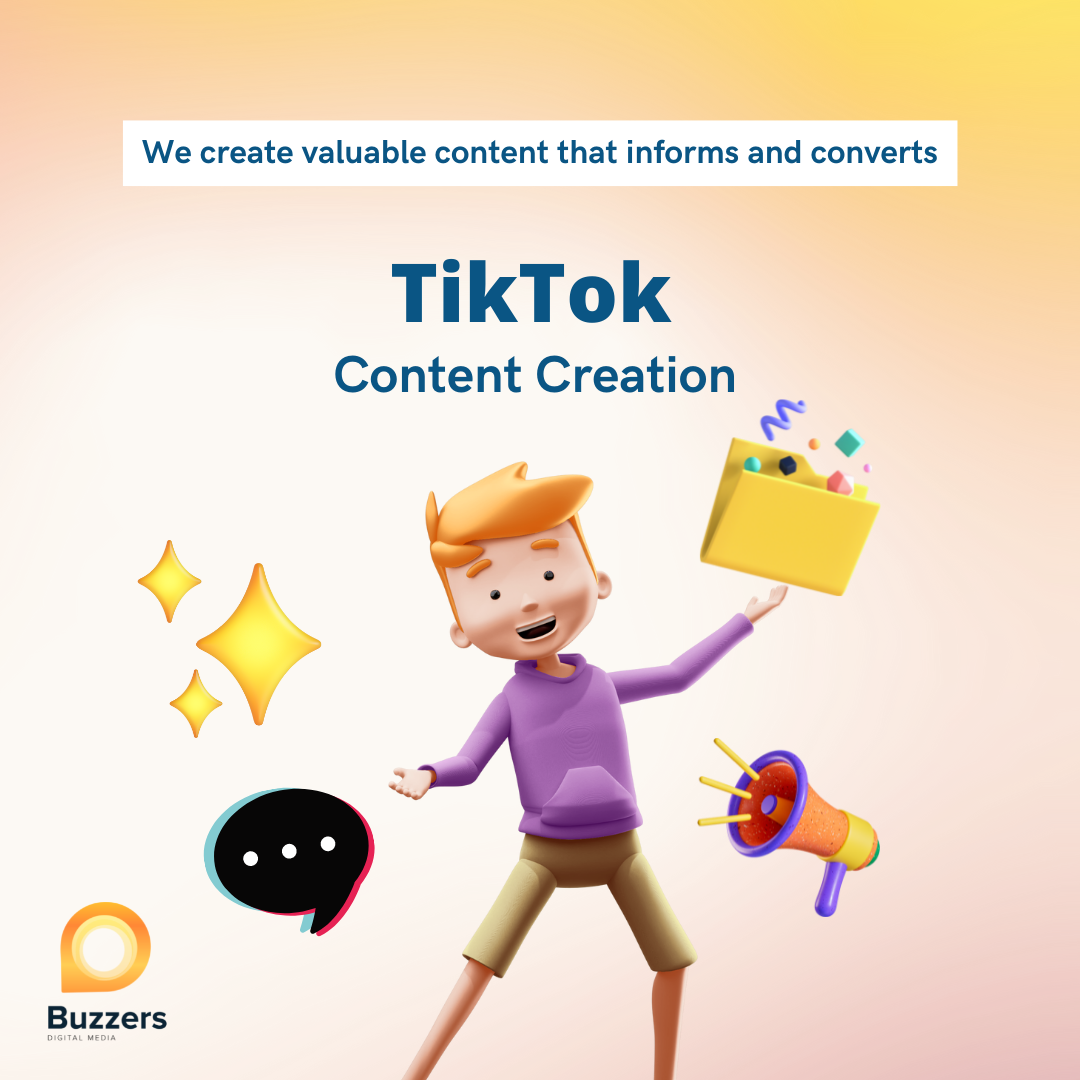 We create valuable content that informs and converts
TikTok
Content Creation
Buzzers
DIGITAL MEDIA